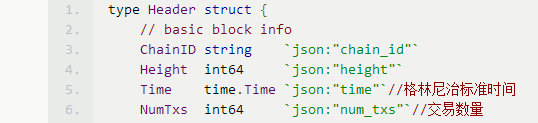 1. type Header struct {
2. // basic block info
3. ChainID string `json:"chain_id"`
4. Height int64 `json:"height"`
5. Time time.Time `json:"time"`//格林尼治标准时间
6. NumTxs int64 `json:"num_txs"`//交易数量